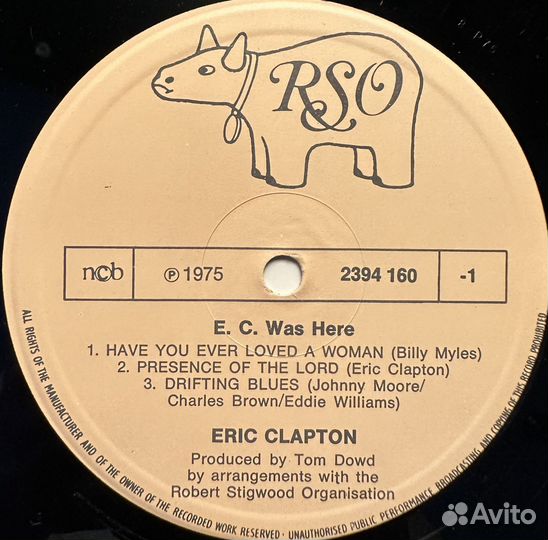 RSO
ncb
℗ 1975
2394 160
-1
E. C. Was Here
1. HAVE YOU EVER LOVED A WOMAN (Billy Myles)
2. PRESENCE OF THE LORD (Eric Clapton)
3. DRIFTING BLUES (Johnny Moore/
Charles Brown/Eddie Williams)
ERIC CLAPTON
Produced by Tom Dowd
by arrangements with the
Robert Stigwood Organisation
ALL RIGHTS OF THE MANUFACTURER AND OF THE OWNER OF THE RECORDED WORK RESERVED · UNAUTHORISED PUBLIC PERFORMANCE BROADCASTING AND COPYING OF THIS RECORD PROHIBITED
Avito